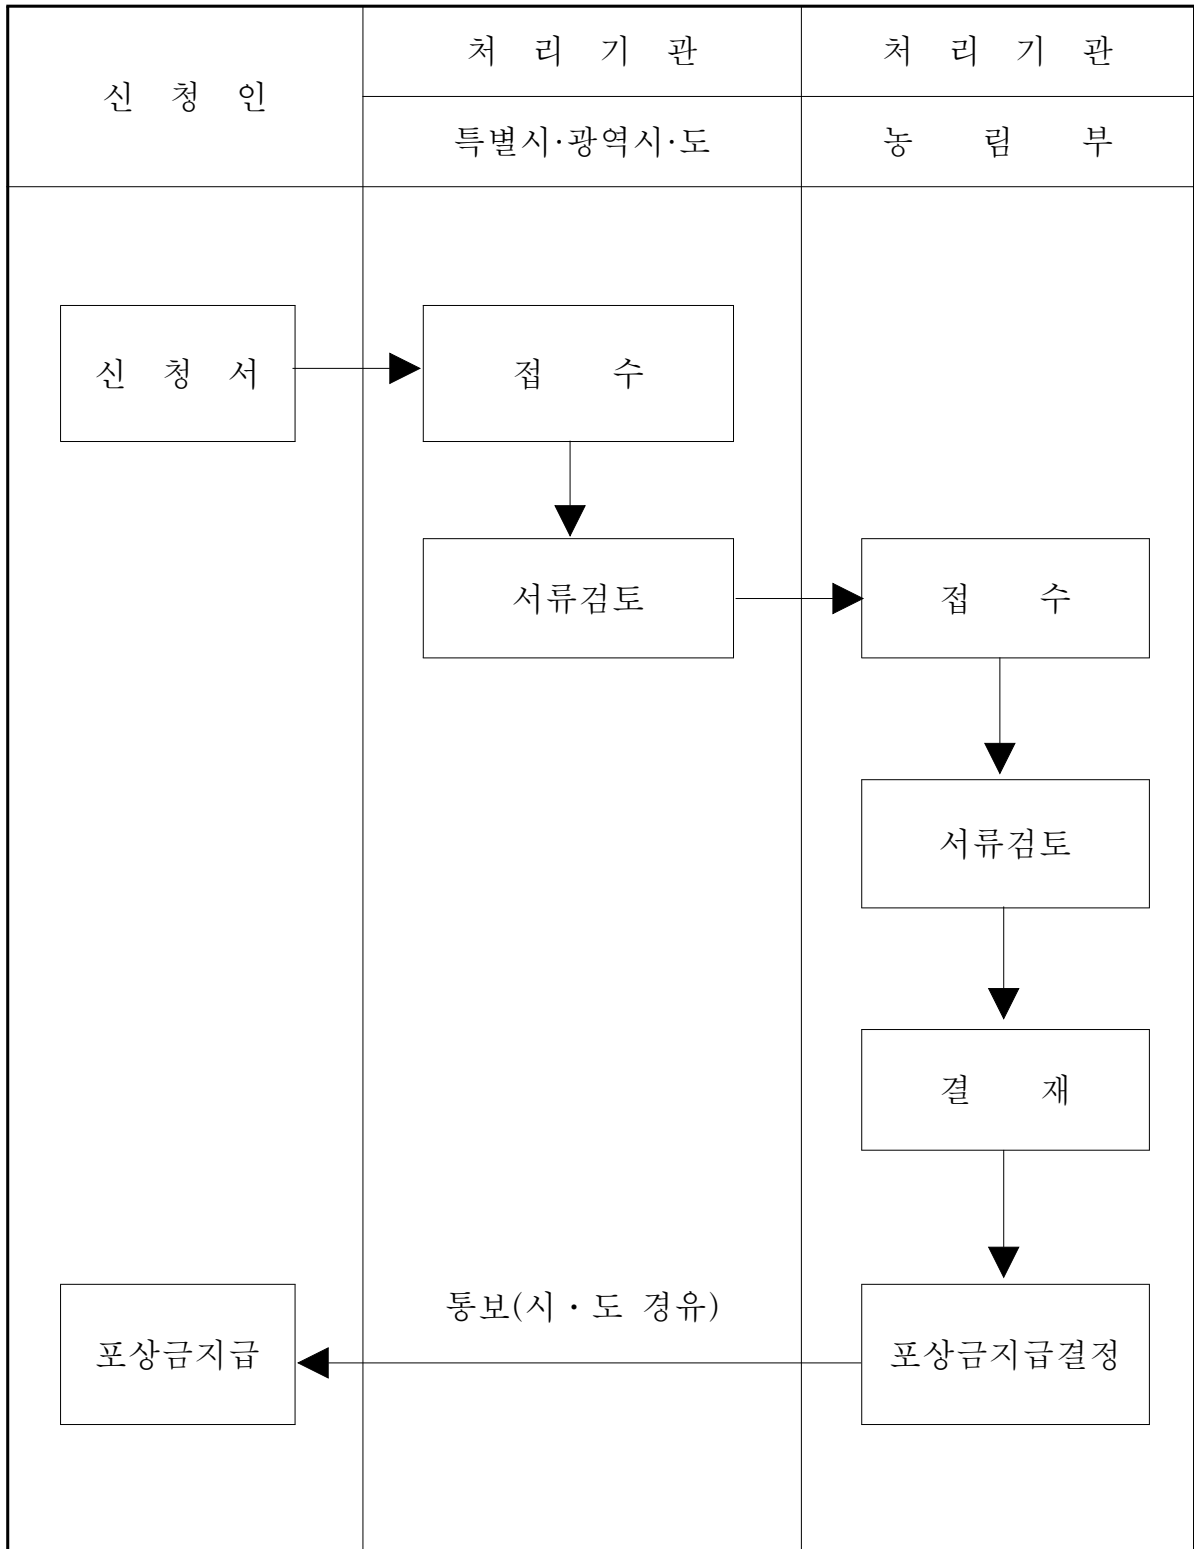 신 청 인
처 리 기 관
처 리 기 관
특별시·광역시·도
농 림 부
신 청 서
접 수
서류검토
접 수
서류검토
결 재
통보(시·도 경유)
포상금지급
포상금지급결정